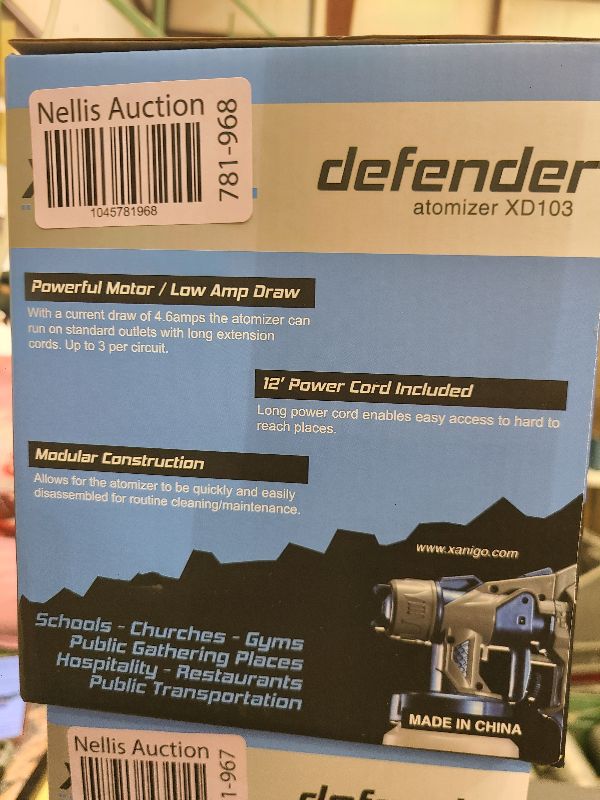 Nellis Auction
1045781968
781-968
defender
atomizer XD103
Powerful Motor / Low Amp Draw
With a current draw of 4.6amps the atomizer can
run on standard outlets with long extension
cords. Up to 3 per circuit.
12' Power Cord Included
Long power cord enables easy access to hard to
reach places.
Modular Construction
Allows for the atomizer to be quickly and easily
disassembled for routine cleaning/maintenance.
www.xanigo.com
Schools - Churches - Gyms
Public Gathering Places
Hospitality - Restaurants
Public Transportation
MADE IN CHINA
Nellis Auction
1-967
defender